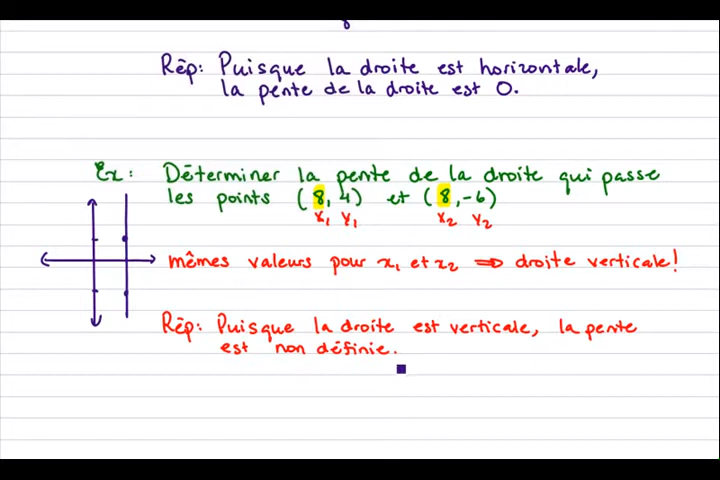 Rép: Puisque la droite est horizontale,
la pente de la droite est 0.
Ex: Déterminer la pente de la droite qui passe
les points (8, 4) et (8, -6)
x₁ y₁ x₂ y₂
mêmes valeurs pour x₁ et x₂ ⇒ droite verticale!
Rép: Puisque la droite est verticale, la pente
est non définie.